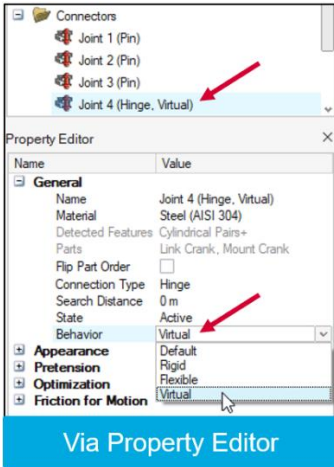 Connectors
Joint 1 (Pin)
Joint 2 (Pin)
Joint 3 (Pin)
Joint 4 (Hinge, Virtual)
Property Editor
Name Value
General
Name Joint 4 (Hinge, Virtual)
Material Steel (AISI 304)
Detected Features Cylindrical Pairs+
Parts Link Crank, Mount Crank
Flip Part Order
Connection Type Hinge
Search Distance 0 m
State Active
Behavior Virtual
Appearance Default
Pretension Rigid
Optimization Flexible
Friction for Motion Virtual
Via Property Editor